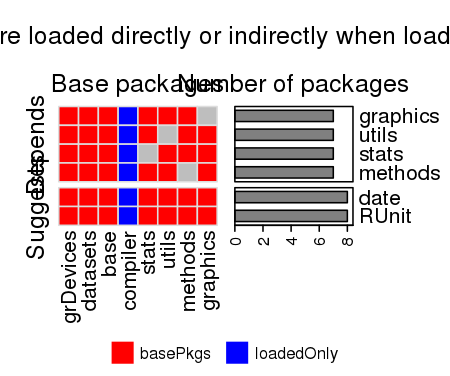 re loaded directly or indirectly when load
Base packages
Number of packages
Depends
Suggests
graphics
utils
stats
methods
date
RUnit
0 2 4 6 8
grDevices
datasets
base
compiler
stats
utils
methods
graphics
basePkgs
loadedOnly